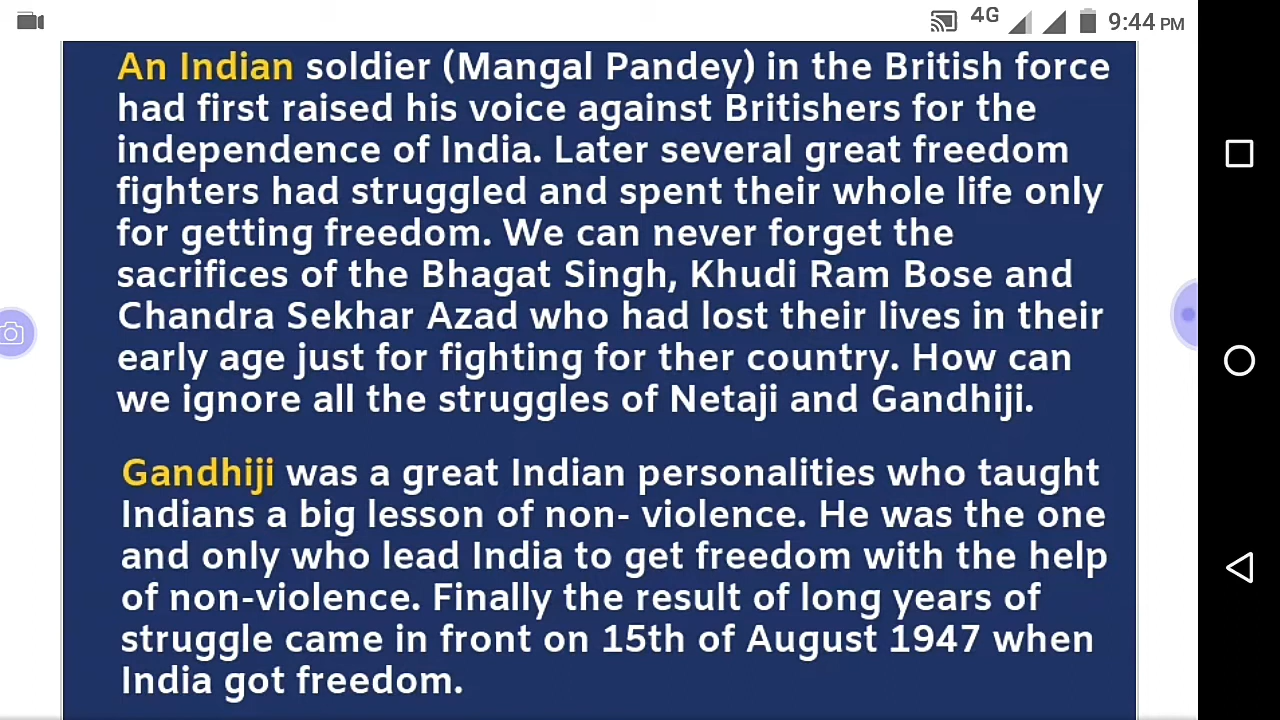 4G 9:44 PM
An Indian soldier (Mangal Pandey) in the British force
had first raised his voice against Britishers for the
independence of India. Later several great freedom
fighters had struggled and spent their whole life only
for getting freedom. We can never forget the
sacrifices of the Bhagat Singh, Khudi Ram Bose and
Chandra Sekhar Azad who had lost their lives in their
early age just for fighting for ther country. How can
we ignore all the struggles of Netaji and Gandhiji.
Gandhiji was a great Indian personalities who taught
Indians a big lesson of non- violence. He was the one
and only who lead India to get freedom with the help
of non-violence. Finally the result of long years of
struggle came in front on 15th of August 1947 when
India got freedom.